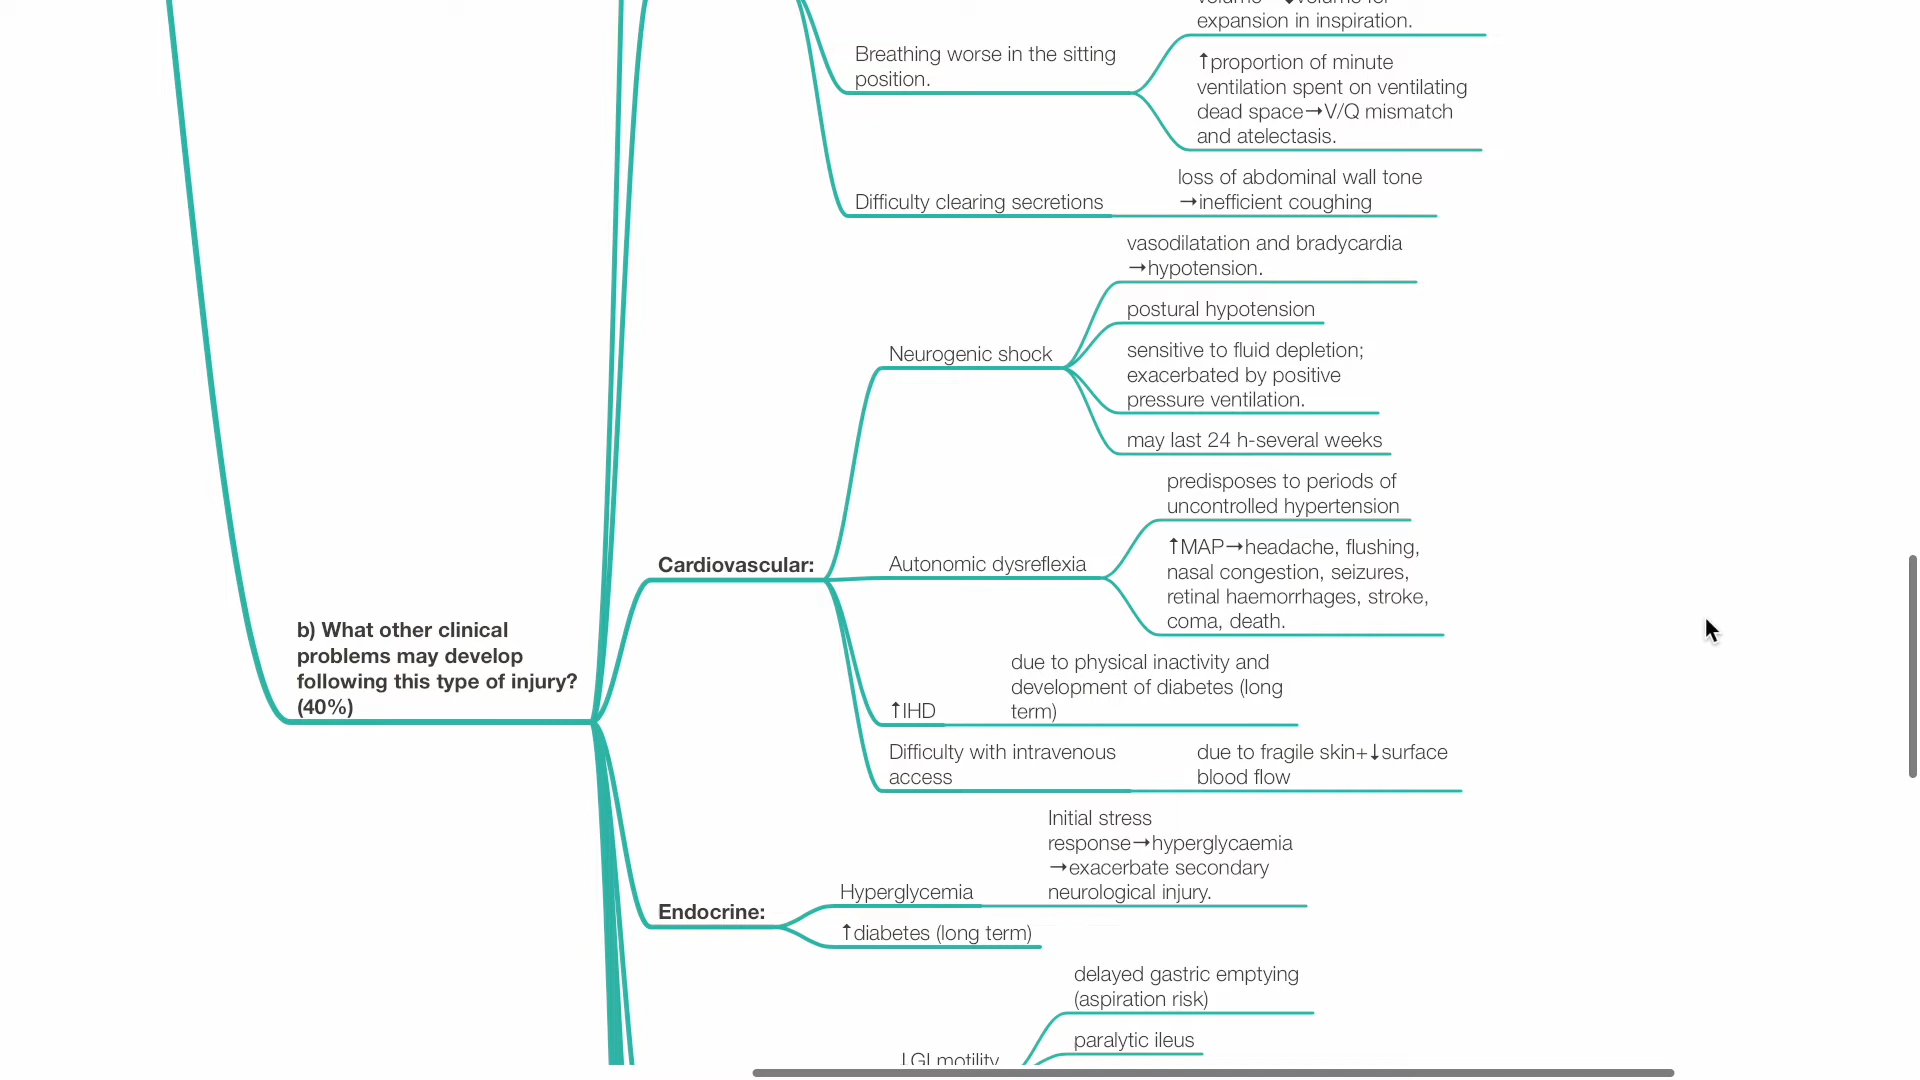 expansion in inspiration.
Breathing worse in the sitting
position.
↑proportion of minute
ventilation spent on ventilating
dead space→V/Q mismatch
and atelectasis.
Difficulty clearing secretions
loss of abdominal wall tone
→inefficient coughing
b) What other clinical
problems may develop
following this type of injury?
(40%)
Cardiovascular:
Neurogenic shock
vasodilatation and bradycardia
→hypotension.
postural hypotension
sensitive to fluid depletion;
exacerbated by positive
pressure ventilation.
may last 24 h-several weeks
Autonomic dysreflexia
predisposes to periods of
uncontrolled hypertension
↑MAP→headache, flushing,
nasal congestion, seizures,
retinal haemorrhages, stroke,
coma, death.
↑IHD
due to physical inactivity and
development of diabetes (long
term)
Difficulty with intravenous
access
due to fragile skin+↓surface
blood flow
Endocrine:
Hyperglycemia
Initial stress
response→hyperglycaemia
→exacerbate secondary
neurological injury.
↑diabetes (long term)
↓GI motility
delayed gastric emptying
(aspiration risk)
paralytic ileus